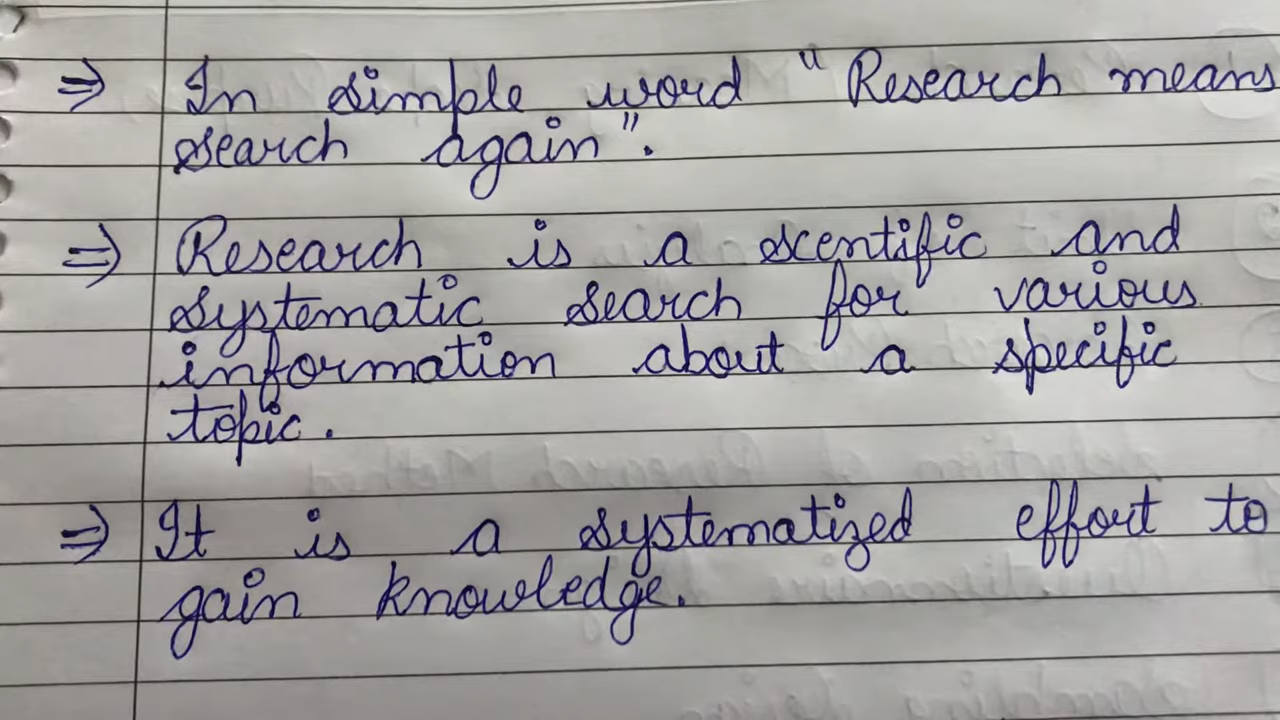 ⇒ In simple word "Research means
search again".
⇒ Research is a scentific and
systematic search for various
information about a specific
topic.
⇒ It is a systematized effort to
gain knowledge.